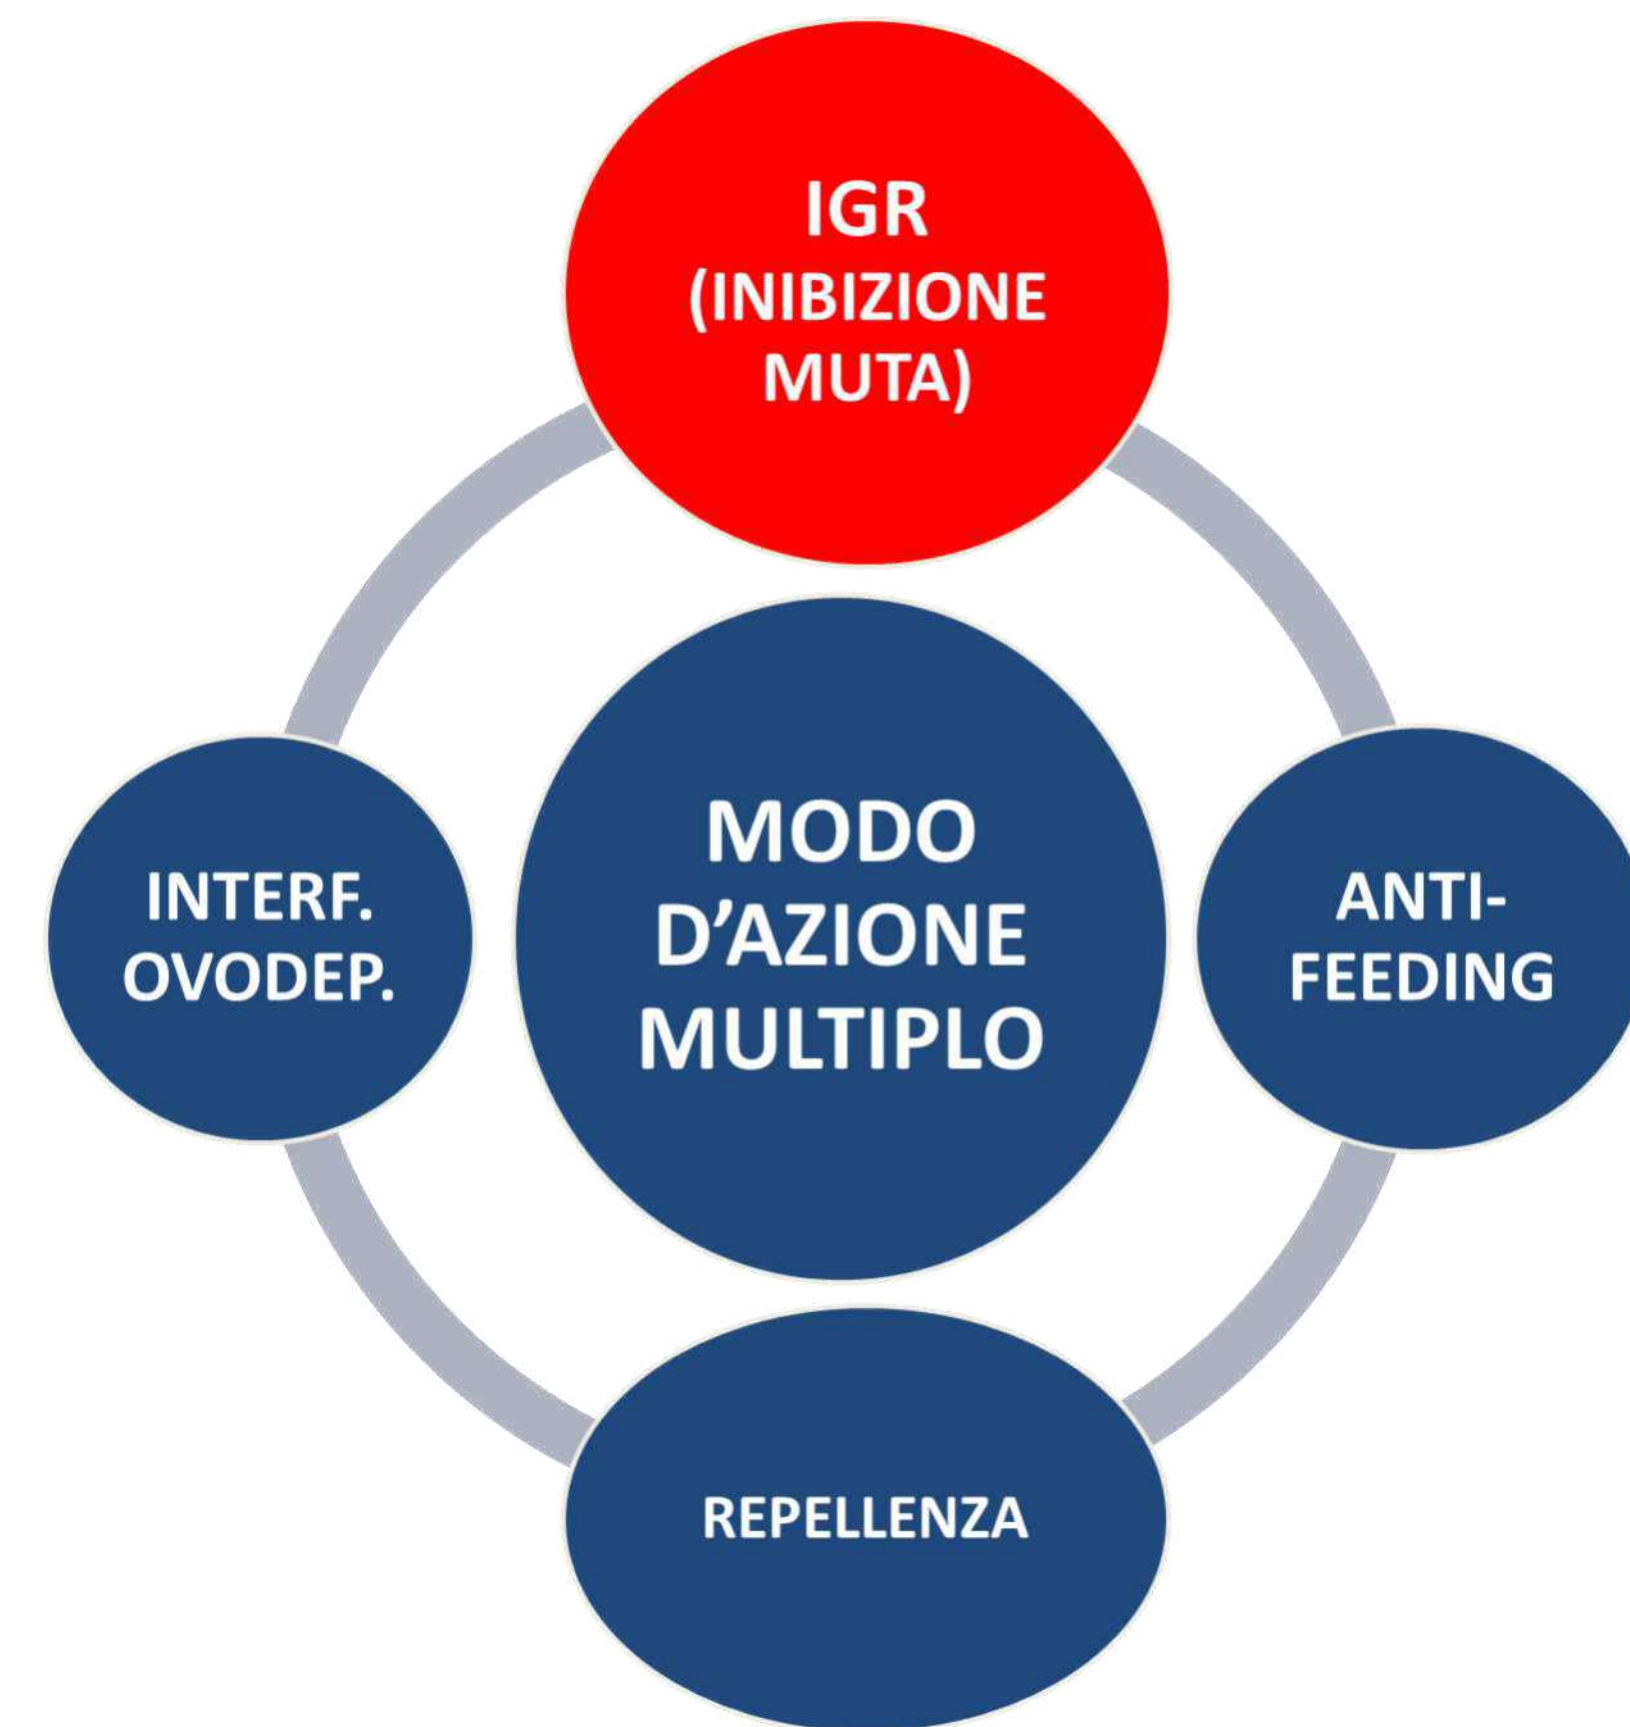 IGR
(INIBIZIONE
MUTA)
MODO
D’AZIONE
MULTIPLO
INTERF.
OVODEP.
ANTI-
FEEDING
REPELLENZA